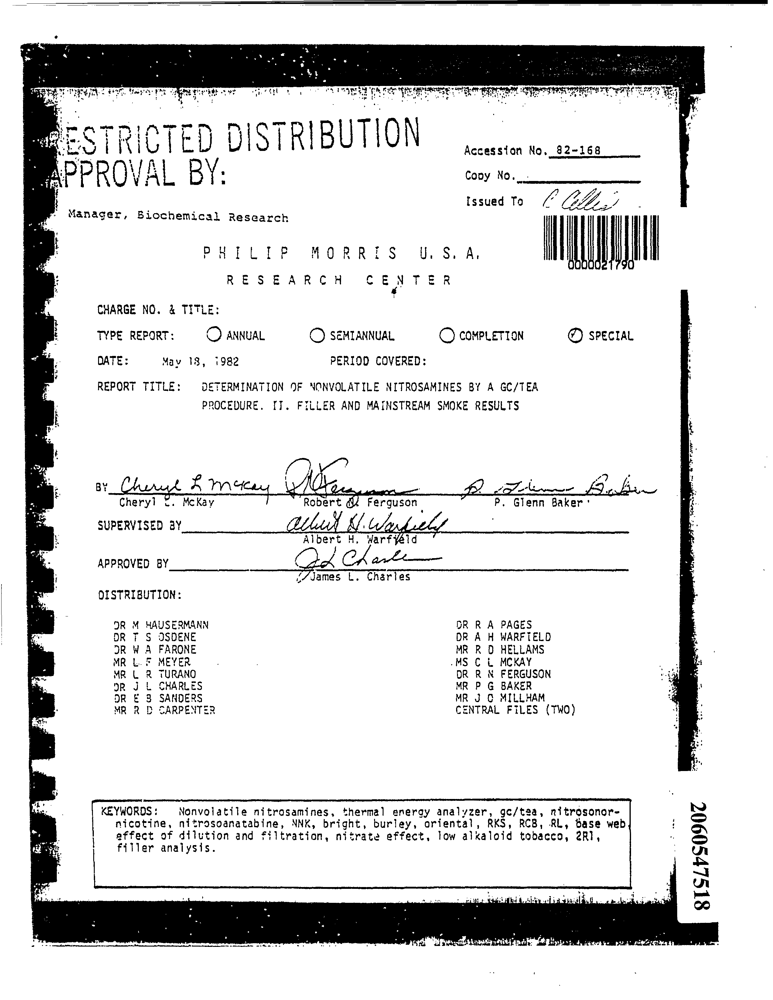 RESTRICTED DISTRIBUTION
APPROVAL BY:
Manager, Biochemical Research
Accession No. 82-168
Copy No.
Issued To
0000021790
PHILIP MORRIS U.S.A.
RESEARCH CENTER
CHARGE NO. & TITLE:
TYPE REPORT: ANNUAL SEMIANNUAL COMPLETION SPECIAL
DATE: May 18, 1982 PERIOD COVERED:
REPORT TITLE: DETERMINATION OF NONVOLATILE NITROSAMINES BY A GC/TEA
PROCEDURE. II. FILLER AND MAINSTREAM SMOKE RESULTS
BY Cheryl L McKay
Cheryl L. McKay Robert Ferguson P. Glenn Baker
SUPERVISED BY Albert H. Warfield
Albert H. Warfield
APPROVED BY J L Charles
James L. Charles
DISTRIBUTION:
DR M HAUSERMANN DR R A PAGES
DR T S OSDENE DR A H WARFIELD
DR W A FARONE MR R D HELLAMS
MR L F MEYER MS C L MCKAY
MR L R TURANO DR R N FERGUSON
DR J L CHARLES MR P G BAKER
DR E B SANDERS MR J O MILLHAM
MR R D CARPENTER CENTRAL FILES (TWO)
KEYWORDS: Nonvolatile nitrosamines, thermal energy analyzer, gc/tea, nitrosonor-
nicotine, nitrosoanatabine, NNK, bright, burley, oriental, RKS, RCB, RL, base web,
effect of dilution and filtration, nitrate effect, low alkaloid tobacco, 2R1,
filler analysis.
2060547518